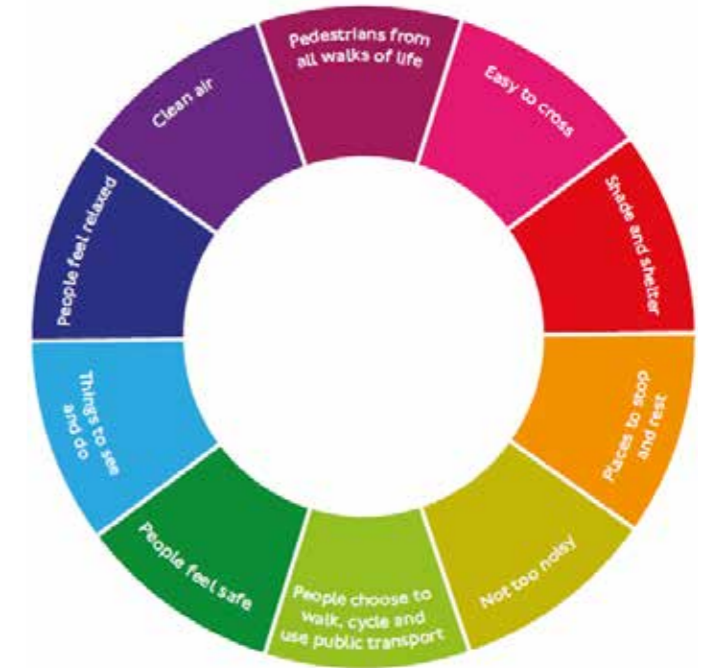 Pedestrians from
all walks of life
Easy to cross
Shade and shelter
Places to stop
and rest
Not too noisy
People choose to
walk, cycle and
use public transport
People feel safe
Things to see
and do
People feel relaxed
Clean air